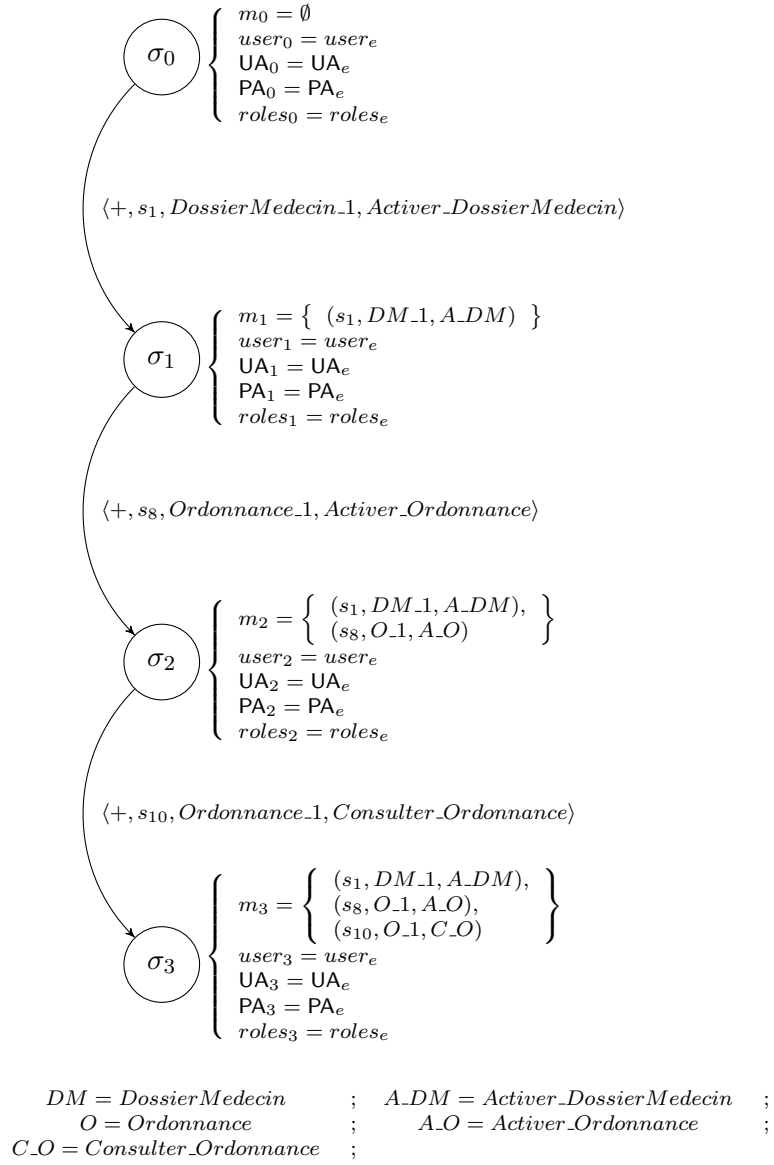 σ0
m0 = ∅
user0 = usere
UA0 = UAe
PA0 = PAe
roles0 = rolese
⟨+, s1, DossierMedecin_1, Activer_DossierMedecin⟩
σ1
m1 = { (s1, DM_1, A_DM) }
user1 = usere
UA1 = UAe
PA1 = PAe
roles1 = rolese
⟨+, s8, Ordonnance_1, Activer_Ordonnance⟩
σ2
m2 = { (s1, DM_1, A_DM),
(s8, O_1, A_O) }
user2 = usere
UA2 = UAe
PA2 = PAe
roles2 = rolese
⟨+, s10, Ordonnance_1, Consulter_Ordonnance⟩
σ3
m3 = { (s1, DM_1, A_DM),
(s8, O_1, A_O),
(s10, O_1, C_O) }
user3 = usere
UA3 = UAe
PA3 = PAe
roles3 = rolese
DM = DossierMedecin ; A_DM = Activer_DossierMedecin ;
O = Ordonnance ; A_O = Activer_Ordonnance ;
C_O = Consulter_Ordonnance ;